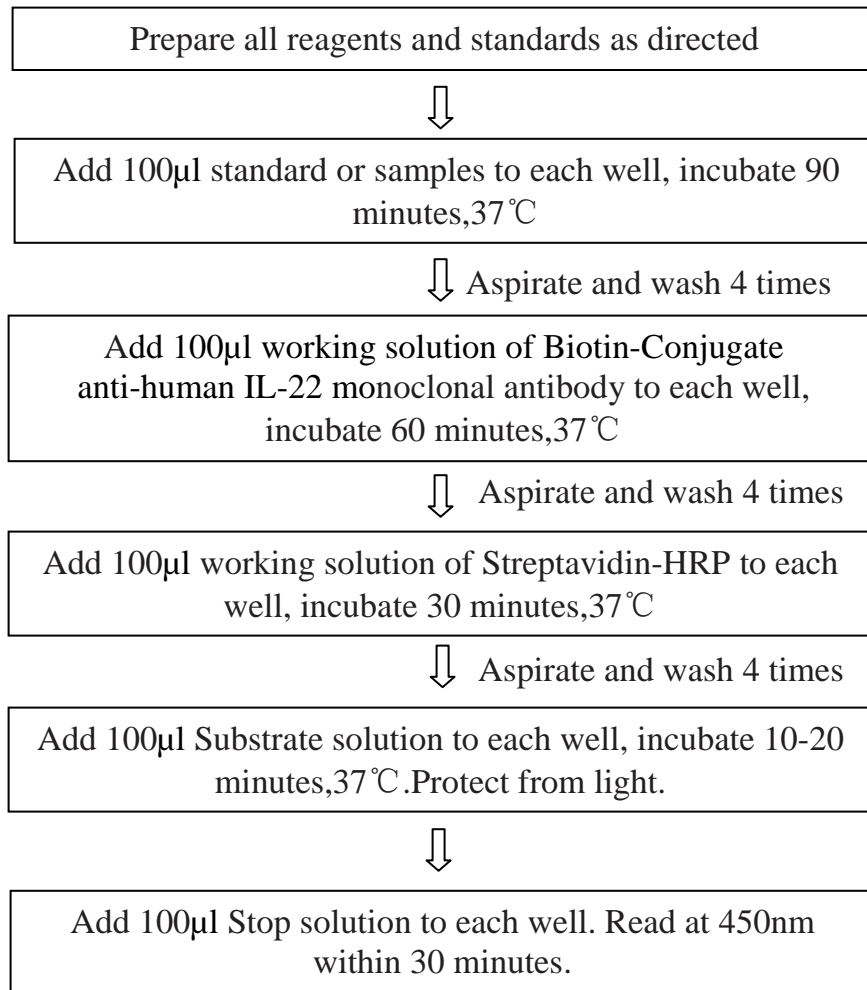 Prepare all reagents and standards as directed
Add 100μl standard or samples to each well, incubate 90
minutes,37℃
Aspirate and wash 4 times
Add 100μl working solution of Biotin-Conjugate
anti-human IL-22 monoclonal antibody to each well,
incubate 60 minutes,37℃
Aspirate and wash 4 times
Add 100μl working solution of Streptavidin-HRP to each
well, incubate 30 minutes,37℃
Aspirate and wash 4 times
Add 100μl Substrate solution to each well, incubate 10-20
minutes,37℃.Protect from light.
Add 100μl Stop solution to each well. Read at 450nm
within 30 minutes.